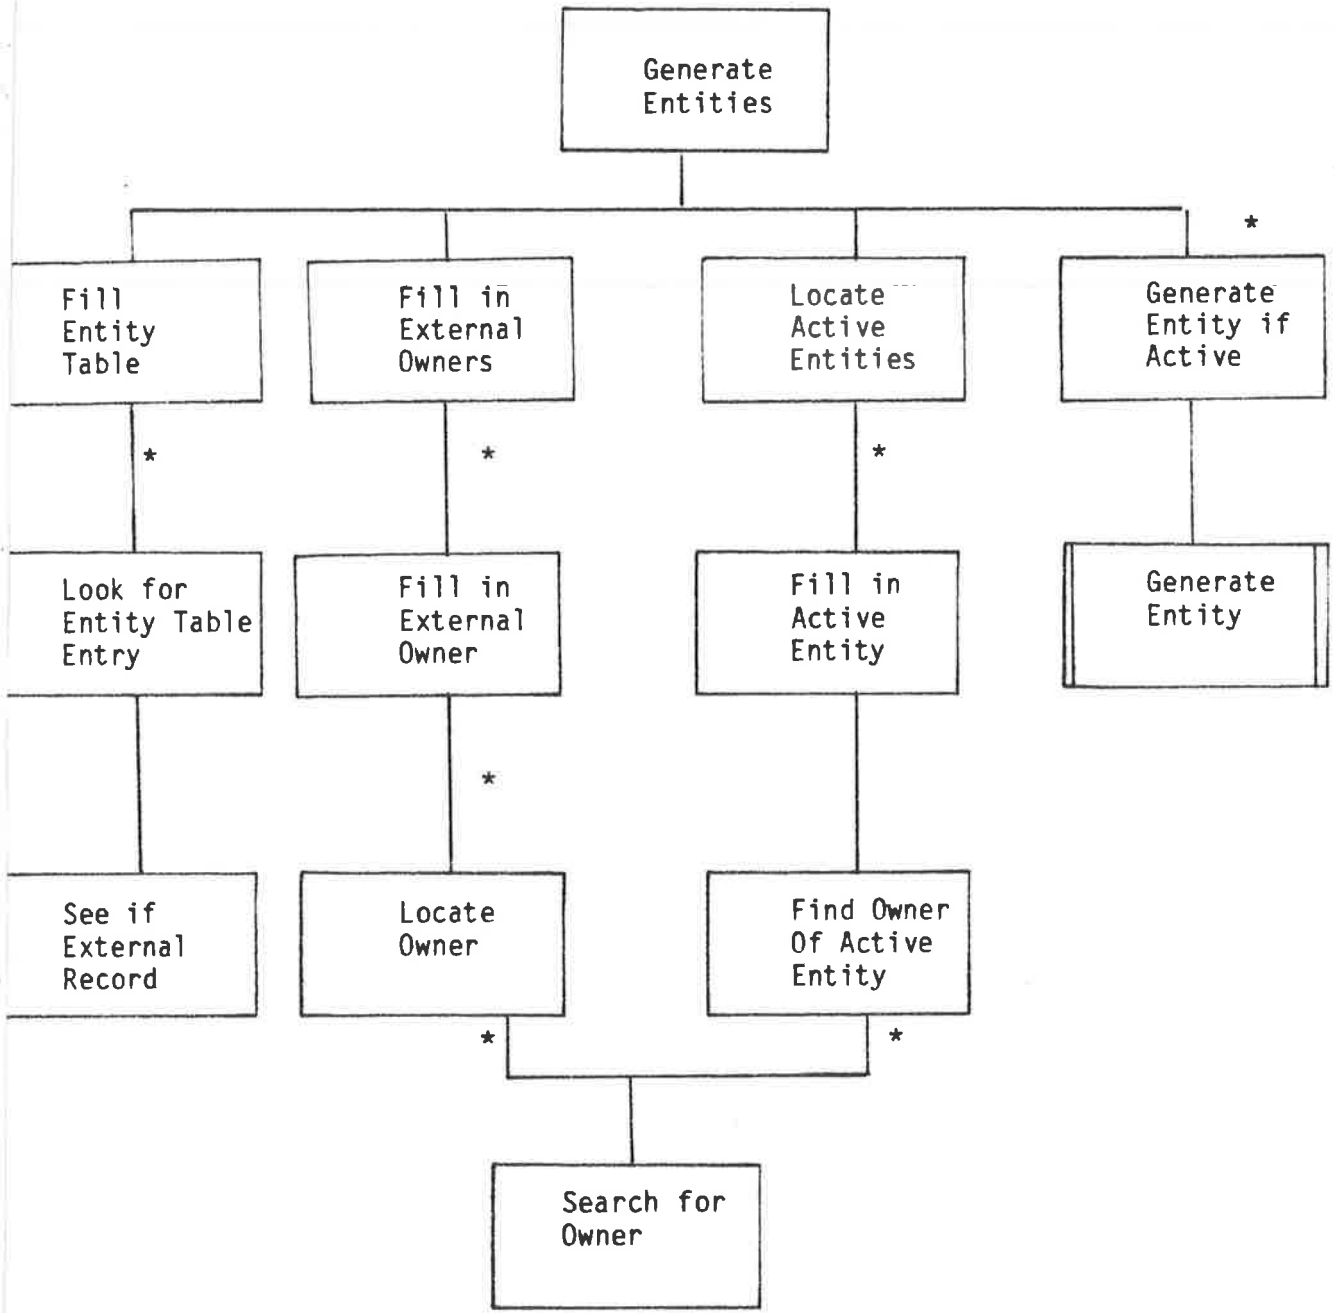 Generate
Entities
*
Fill
Entity
Table
Fill in
External
Owners
Locate
Active
Entities
Generate
Entity if
Active
*
*
*
Look for
Entity Table
Entry
Fill in
External
Owner
Fill in
Active
Entity
Generate
Entity
*
See if
External
Record
Locate
Owner
Find Owner
Of Active
Entity
*
*
Search for
Owner